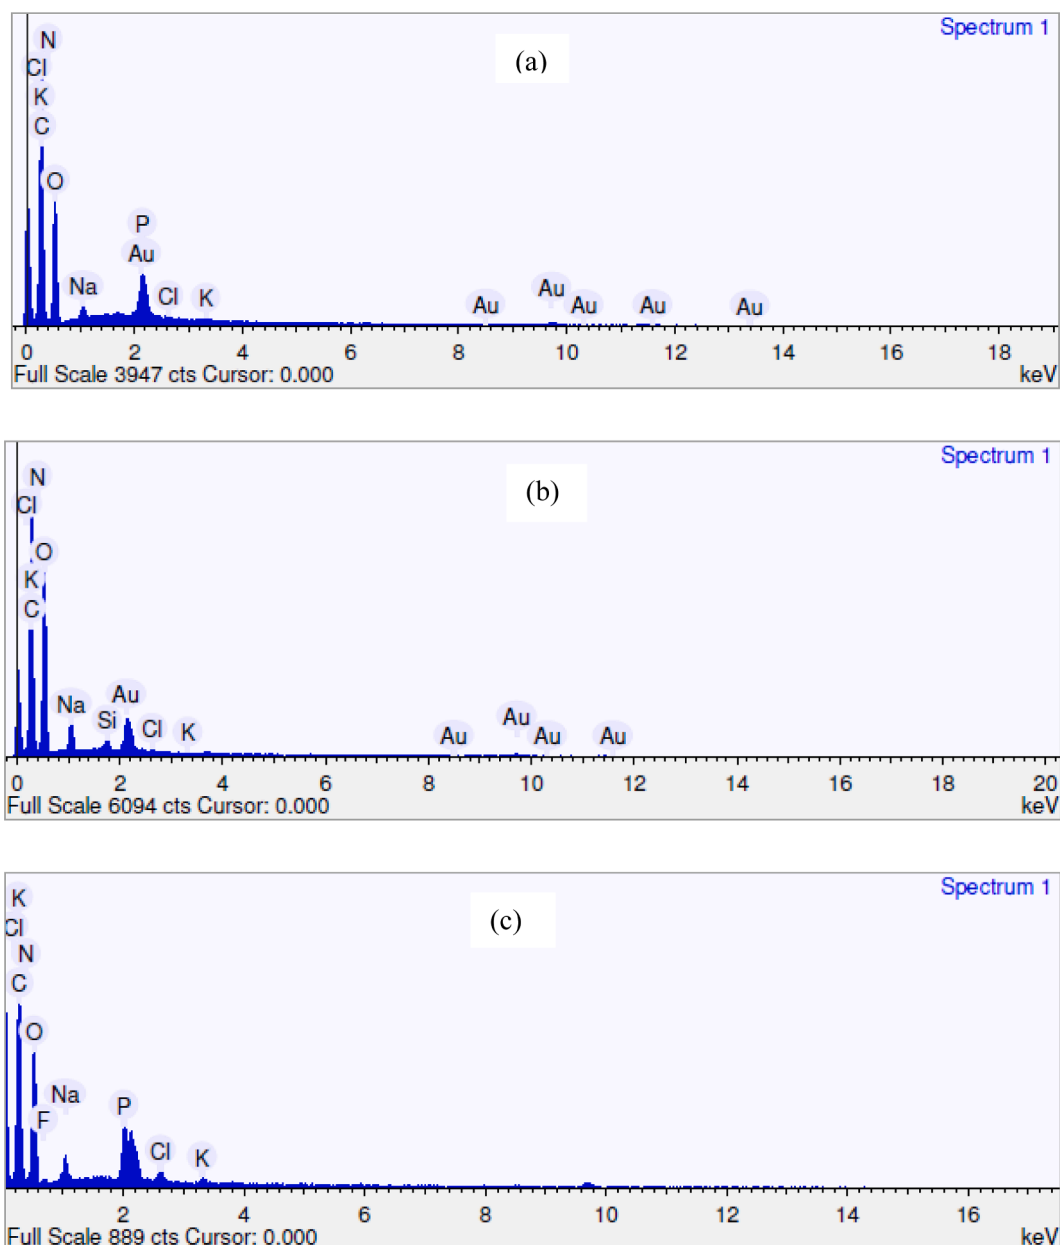 Spectrum 1
(a)
N
Cl
K
C
O
P
Au
Na
Cl
K
Au
Au
Au
Au
Au
0 2 4 6 8 10 12 14 16 18
Full Scale 3947 cts Cursor: 0.000 keV
Spectrum 1
(b)
N
Cl
O
K
C
Na
Si
Au
Cl
K
Au
Au
Au
Au
0 2 4 6 8 10 12 14 16 18 20
Full Scale 6094 cts Cursor: 0.000 keV
Spectrum 1
(c)
K
Cl
N
C
O
F
Na
P
Cl
K
2 4 6 8 10 12 14 16
Full Scale 889 cts Cursor: 0.000 keV